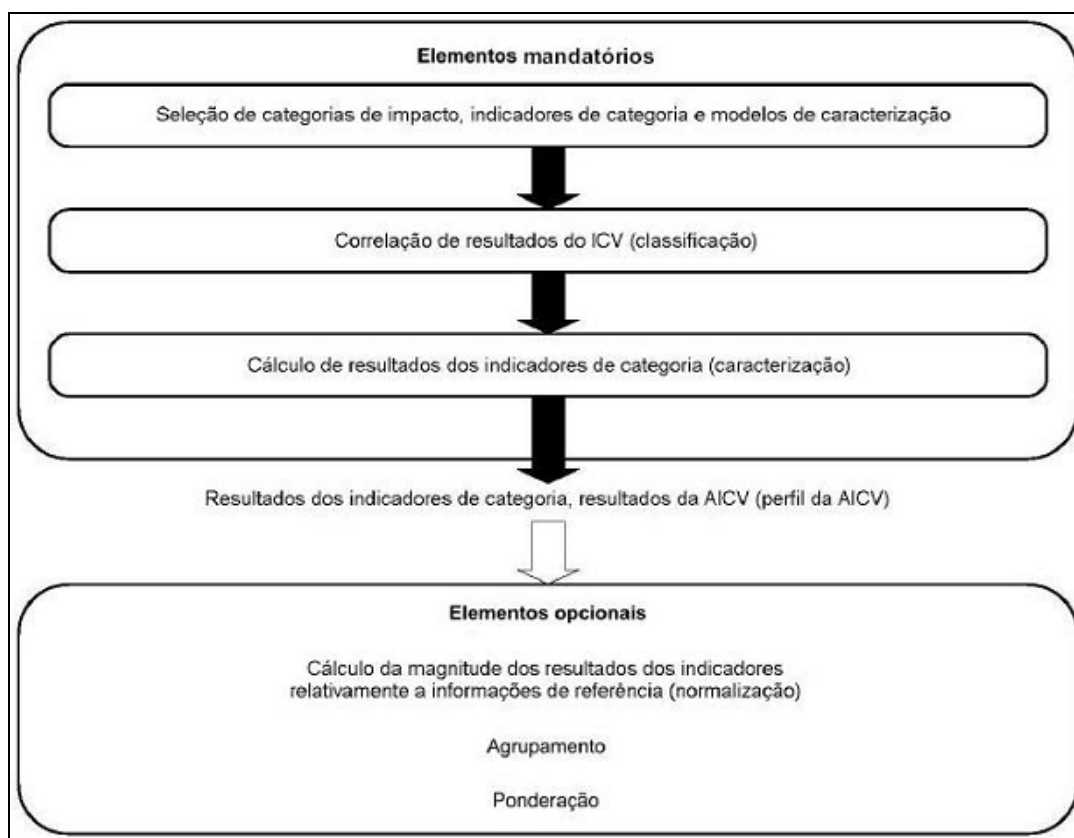 Elementos mandatórios
Seleção de categorias de impacto, indicadores de categoria e modelos de caracterização
Correlação de resultados do ICV (classificação)
Cálculo de resultados dos indicadores de categoria (caracterização)
Resultados dos indicadores de categoria, resultados da AICV (perfil da AICV)
Elementos opcionais
Cálculo da magnitude dos resultados dos indicadores
relativamente a informações de referência (normalização)
Agrupamento
Ponderação